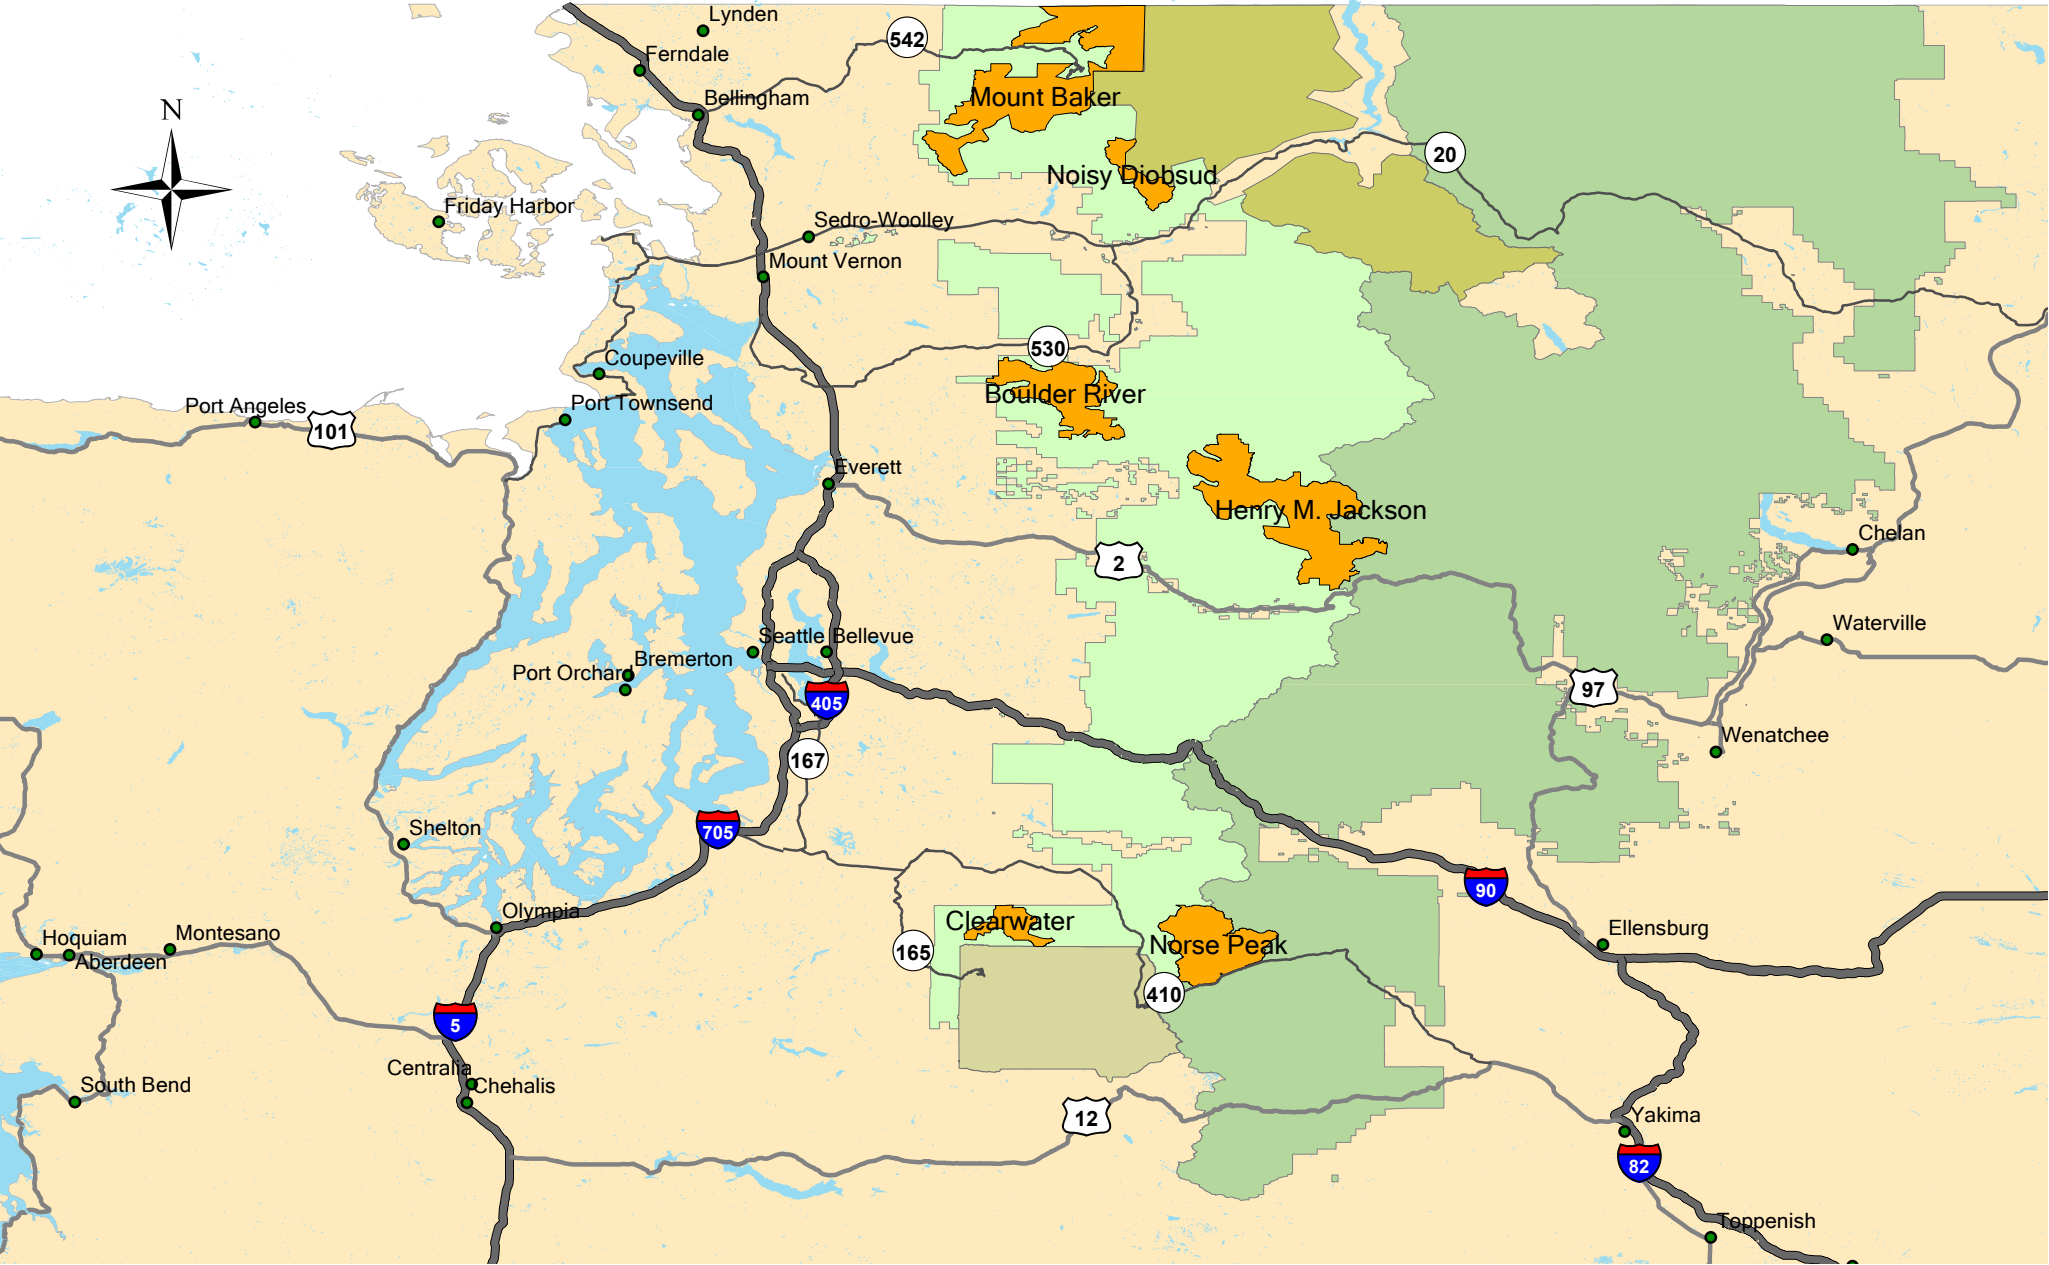 Lynden
542
Ferndale
Bellingham
Mount Baker
N
20
Noisy Diobsud
Friday Harbor
Sedro-Woolley
Mount Vernon
530
Coupeville
Boulder River
Port Angeles
Port Townsend
101
Everett
Henry M. Jackson
Chelan
2
Waterville
Seattle
Bellevue
Bremerton
Port Orchard
97
405
Wenatchee
167
Shelton
705
90
Olympia
Clearwater
Ellensburg
Hoquiam
Montesano
Norse Peak
165
Aberdeen
410
5
Centralia
South Bend
Chehalis
12
Yakima
82
Toppenish